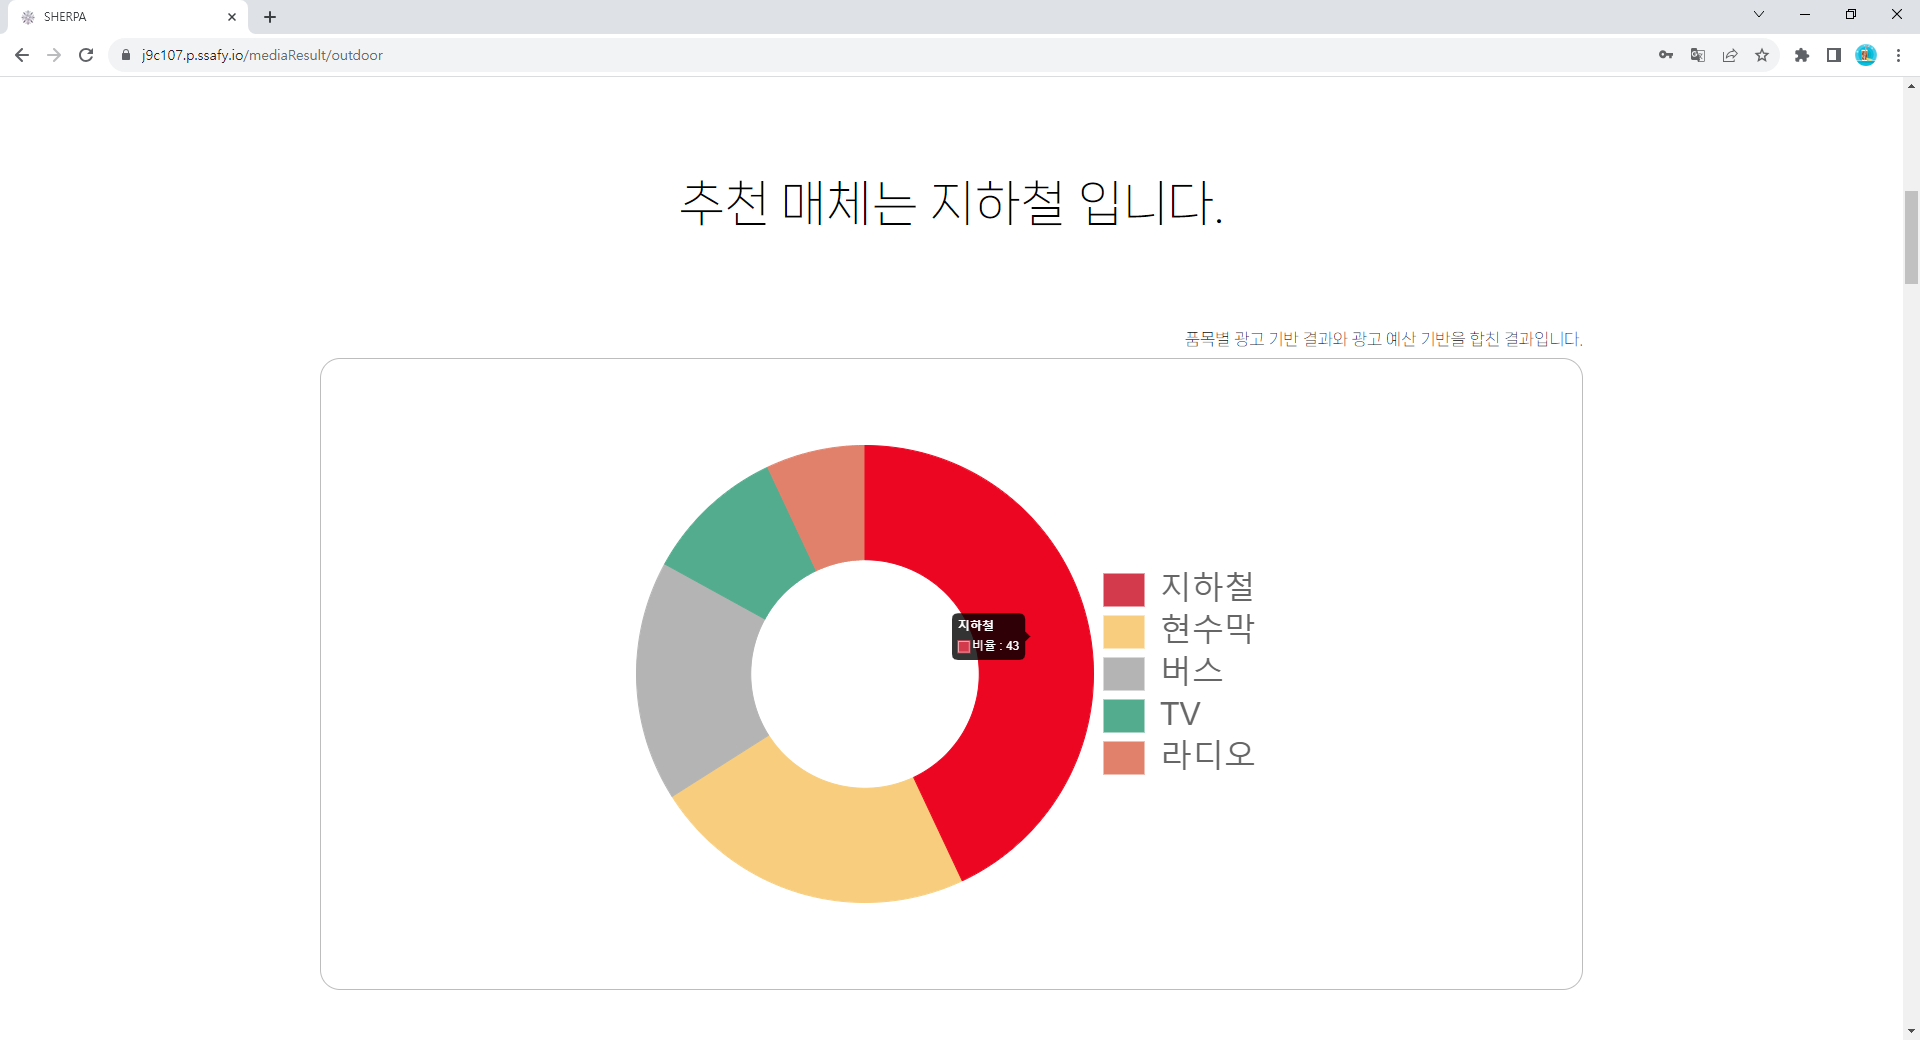 SHERPA
j9c107.p.ssafy.io/mediaResult/outdoor
추천 매체는 지하철 입니다.
품목별 광고 기반 결과와 광고 예산 기반을 합친 결과입니다.
지하철
비율 : 43
지하철
현수막
버스
TV
라디오